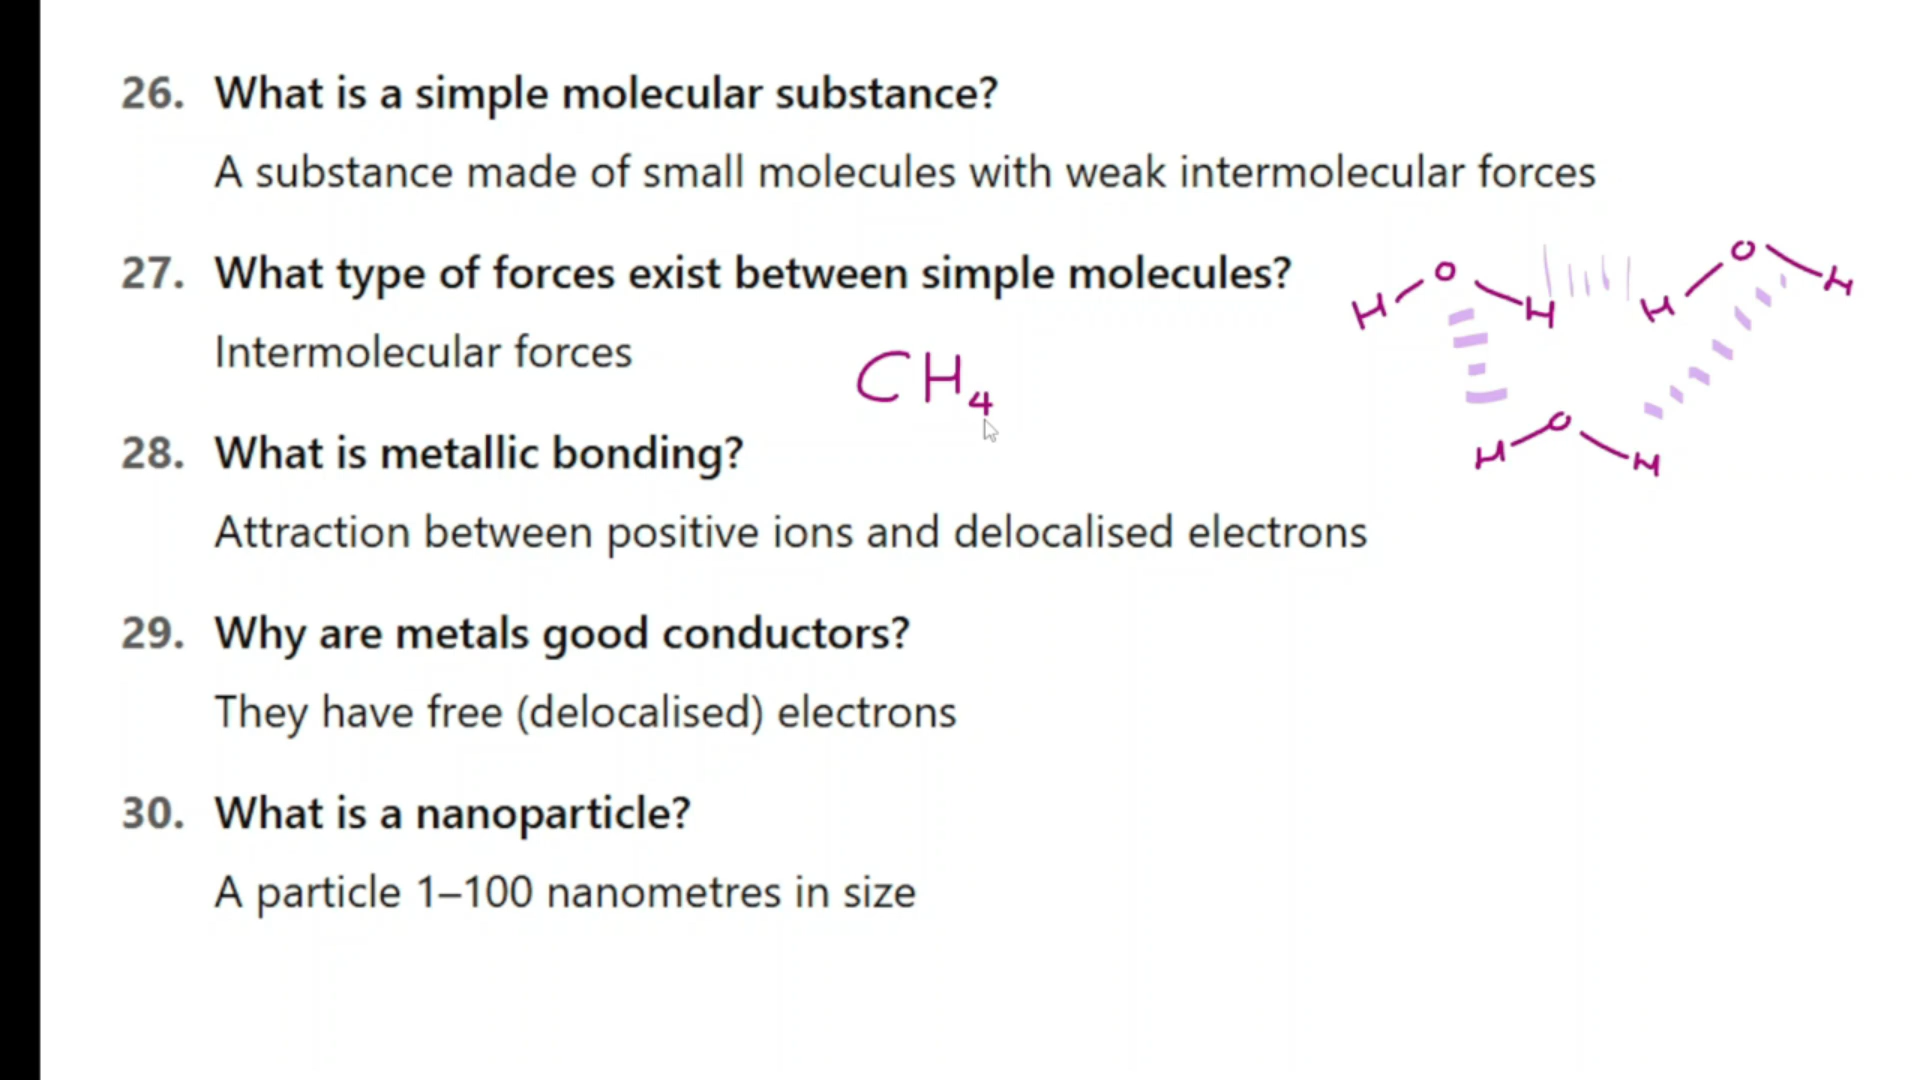 26. What is a simple molecular substance?
A substance made of small molecules with weak intermolecular forces
27. What type of forces exist between simple molecules?
Intermolecular forces
CH₄
H O H H O H
H O H
28. What is metallic bonding?
Attraction between positive ions and delocalised electrons
29. Why are metals good conductors?
They have free (delocalised) electrons
30. What is a nanoparticle?
A particle 1–100 nanometres in size